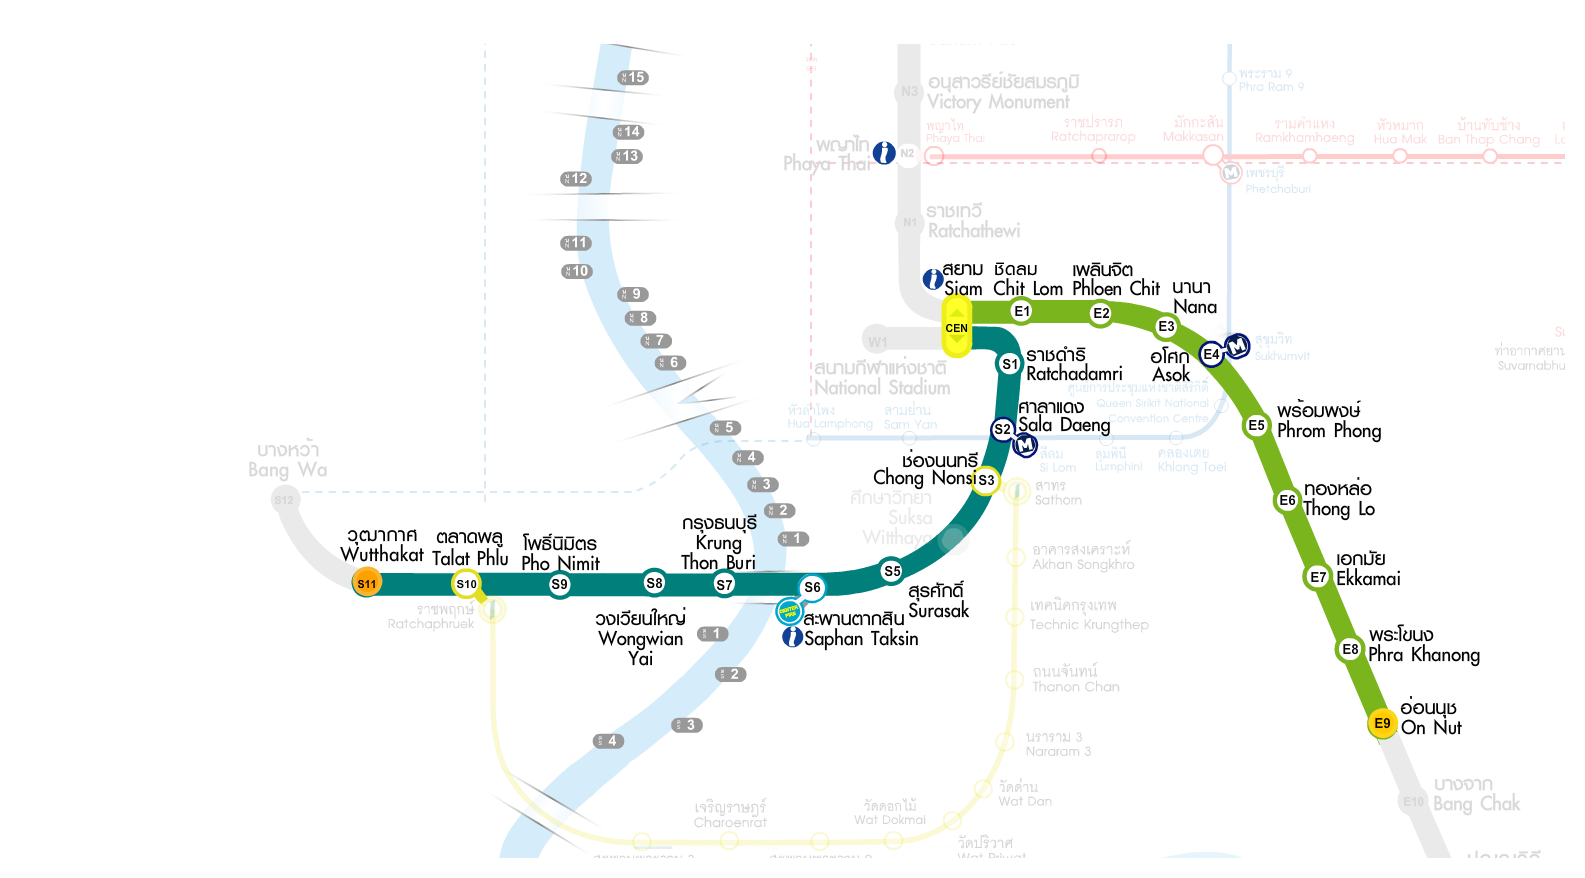 15
14
13
12
11
10
9
8
7
6
5
4
3
2
1
1
2
3
4
N3
อนุสาวรีย์ชัยสมรภูมิ
Victory Monument
พญาไท
Phaya Thai
N2
พญาไท
Phaya Thai
ราชปรารภ
Ratchaprarop
มักกะสัน
Makkasan
รามคำแหง
Ramkhamhaeng
หัวหมาก
Hua Mak
บ้านทับช้าง
Ban Thap Chang
พระราม 9
Phra Ram 9
เพชรบุรี
Phetchaburi
N1
ราชเทวี
Ratchathewi
สยาม
Siam
CEN
ชิดลม
Chit Lom
E1
เพลินจิต
Phloen Chit
E2
นานา
Nana
E3
อโศก
Asok
E4
M
สุขุมวิท
Sukhumvit
ท่าอากาศยาน
Suvarnabhu
W1
สนามกีฬาแห่งชาติ
National Stadium
S1
ราชดำริ
Ratchadamri
ศูนย์การประชุมแห่งชาติสิริกิติ์
Queen Sirikit National
Convention Centre
หัวลำโพง
Hua Lamphong
สามย่าน
Sam Yan
S2
ศาลาแดง
Sala Daeng
M
สีลม
Si Lom
ลุมพินี
Lumphini
คลองเตย
Khlong Toei
E5
พร้อมพงษ์
Phrom Phong
ช่องนนทรี
Chong Nonsi
S3
สาทร
Sathorn
ศึกษาวิทยา
Suksa
Witthaya
E6
ทองหล่อ
Thong Lo
บางหว้า
Bang Wa
S12
วุฒากาศ
Wutthakat
S11
ตลาดพลู
Talat Phlu
S10
โพธิ์นิมิตร
Pho Nimit
S9
S8
วงเวียนใหญ่
Wongwian
Yai
กรุงธนบุรี
Krung
Thon Buri
S7
S6
สะพานตากสิน
Saphan Taksin
S5
สุรศักดิ์
Surasak
ราชพฤกษ์
Ratchaphruek
อาคารสงเคราะห์
Akhan Songkhro
เทคนิคกรุงเทพ
Technic Krungthep
ถนนจันทน์
Thanon Chan
นราราม 3
Nararam 3
วัดด่าน
Wat Dan
วัดปริวาศ
Wat Priwat
วัดดอกไม้
Wat Dokmai
เจริญราษฎร์
Charoenrat
E7
เอกมัย
Ekkamai
E8
พระโขนง
Phra Khanong
E9
อ่อนนุช
On Nut
E10
บางจาก
Bang Chak